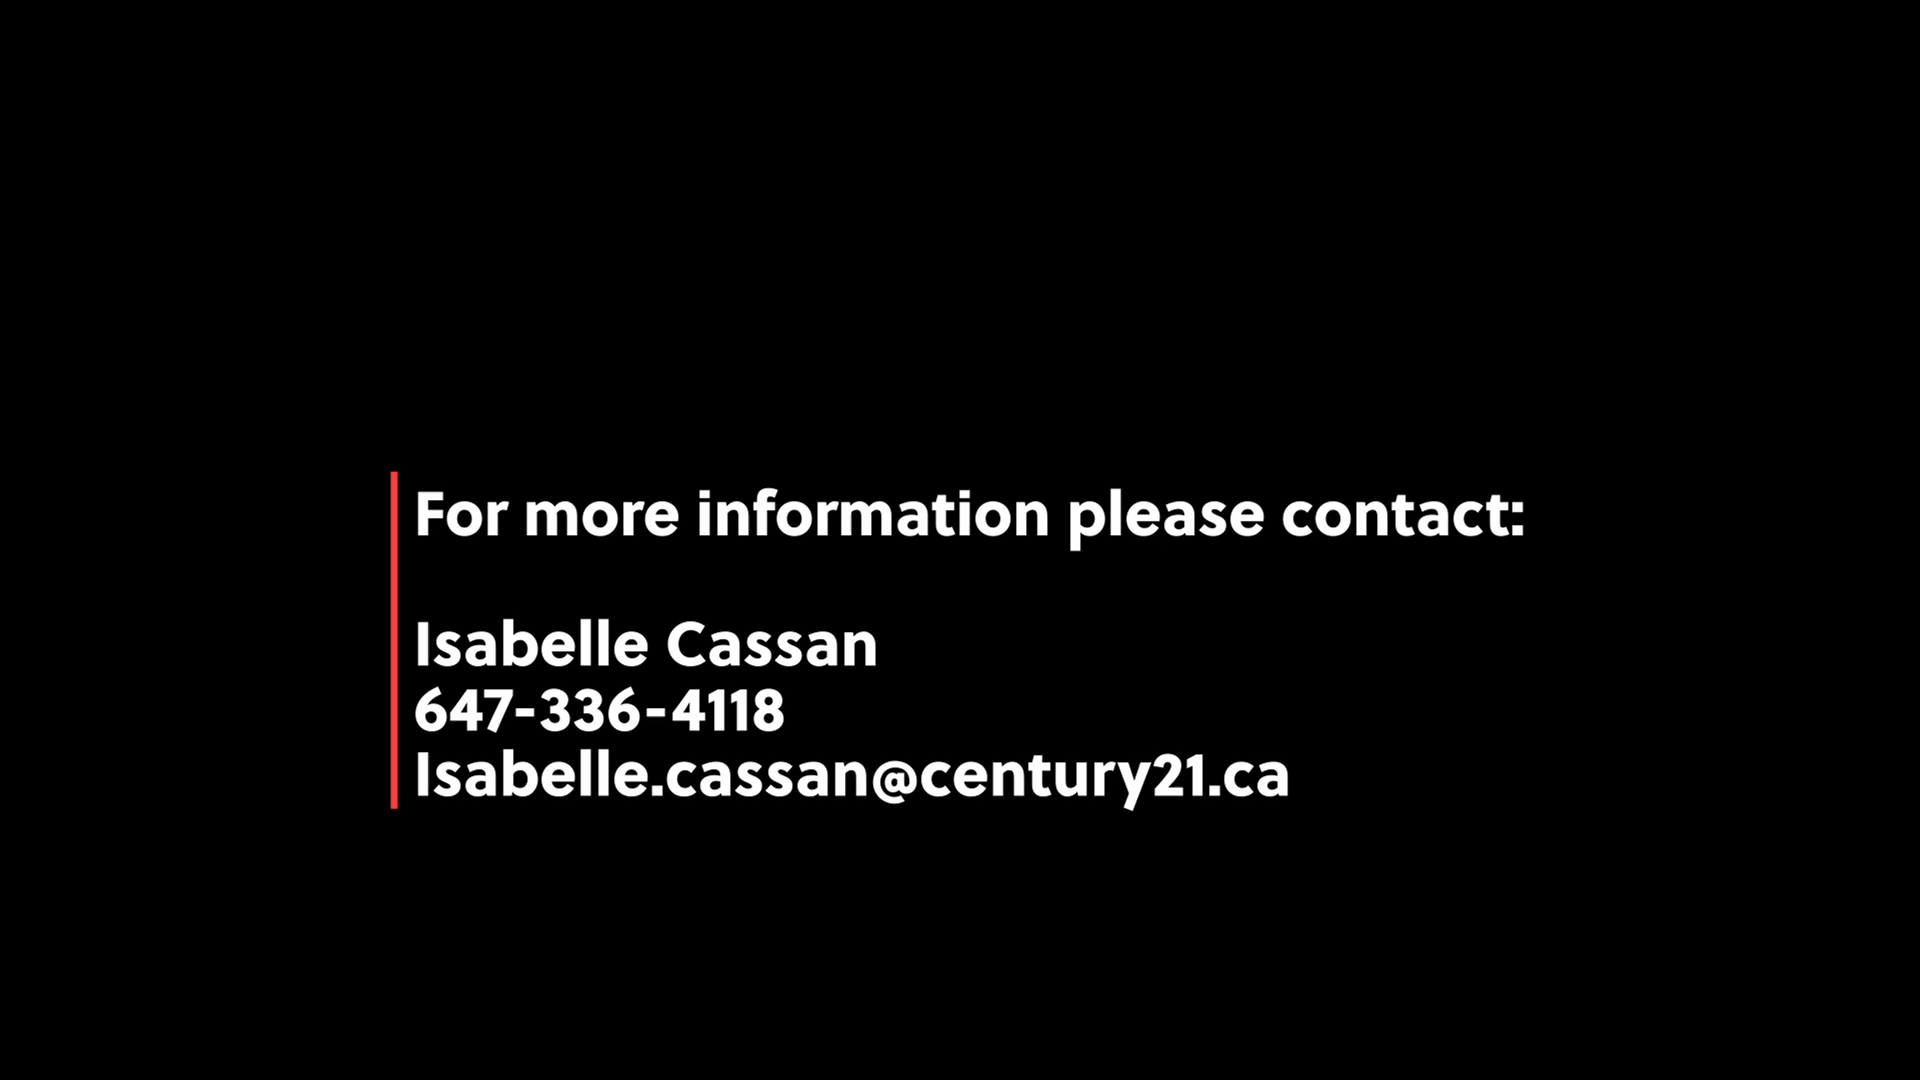 For more information please contact:
Isabelle Cassan
647-336-4118
Isabelle.cassan@century21.ca